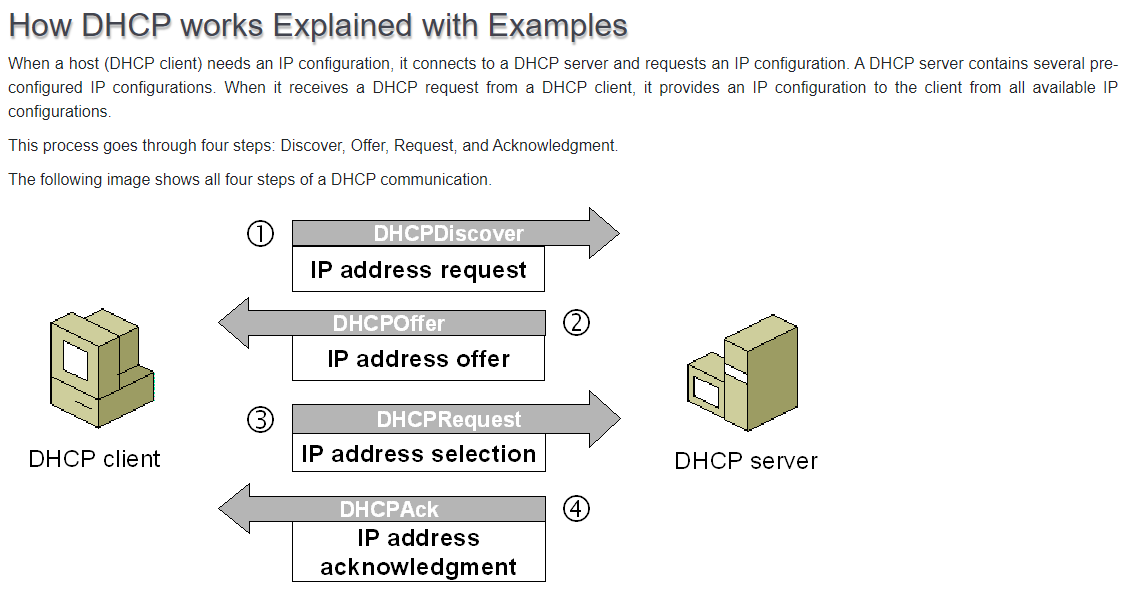 How DHCP works Explained with Examples
When a host (DHCP client) needs an IP configuration, it connects to a DHCP server and requests an IP configuration. A DHCP server contains several pre-
configured IP configurations. When it receives a DHCP request from a DHCP client, it provides an IP configuration to the client from all available IP
configurations.
This process goes through four steps: Discover, Offer, Request, and Acknowledgment.
The following image shows all four steps of a DHCP communication.
① DHCPDiscover
IP address request
DHCPOffer ②
IP address offer
③ DHCPRequest
IP address selection
DHCP client
DHCP server
DHCPAck ④
IP address
acknowledgment